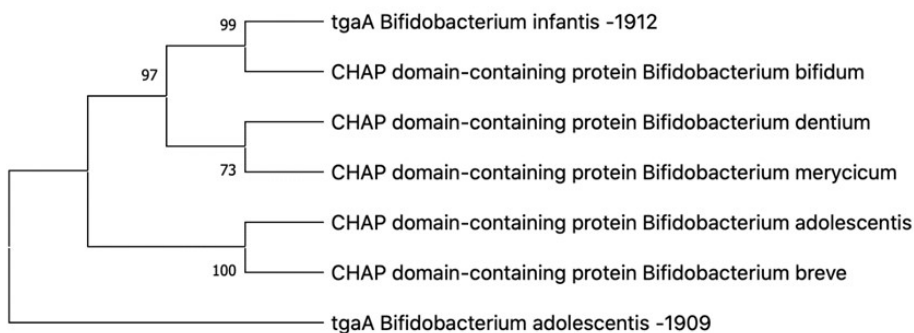 99
tgaA Bifidobacterium infantis -1912
97
CHAP domain-containing protein Bifidobacterium bifidum
CHAP domain-containing protein Bifidobacterium dentium
73
CHAP domain-containing protein Bifidobacterium merycicum
CHAP domain-containing protein Bifidobacterium adolescentis
100
CHAP domain-containing protein Bifidobacterium breve
tgaA Bifidobacterium adolescentis -1909